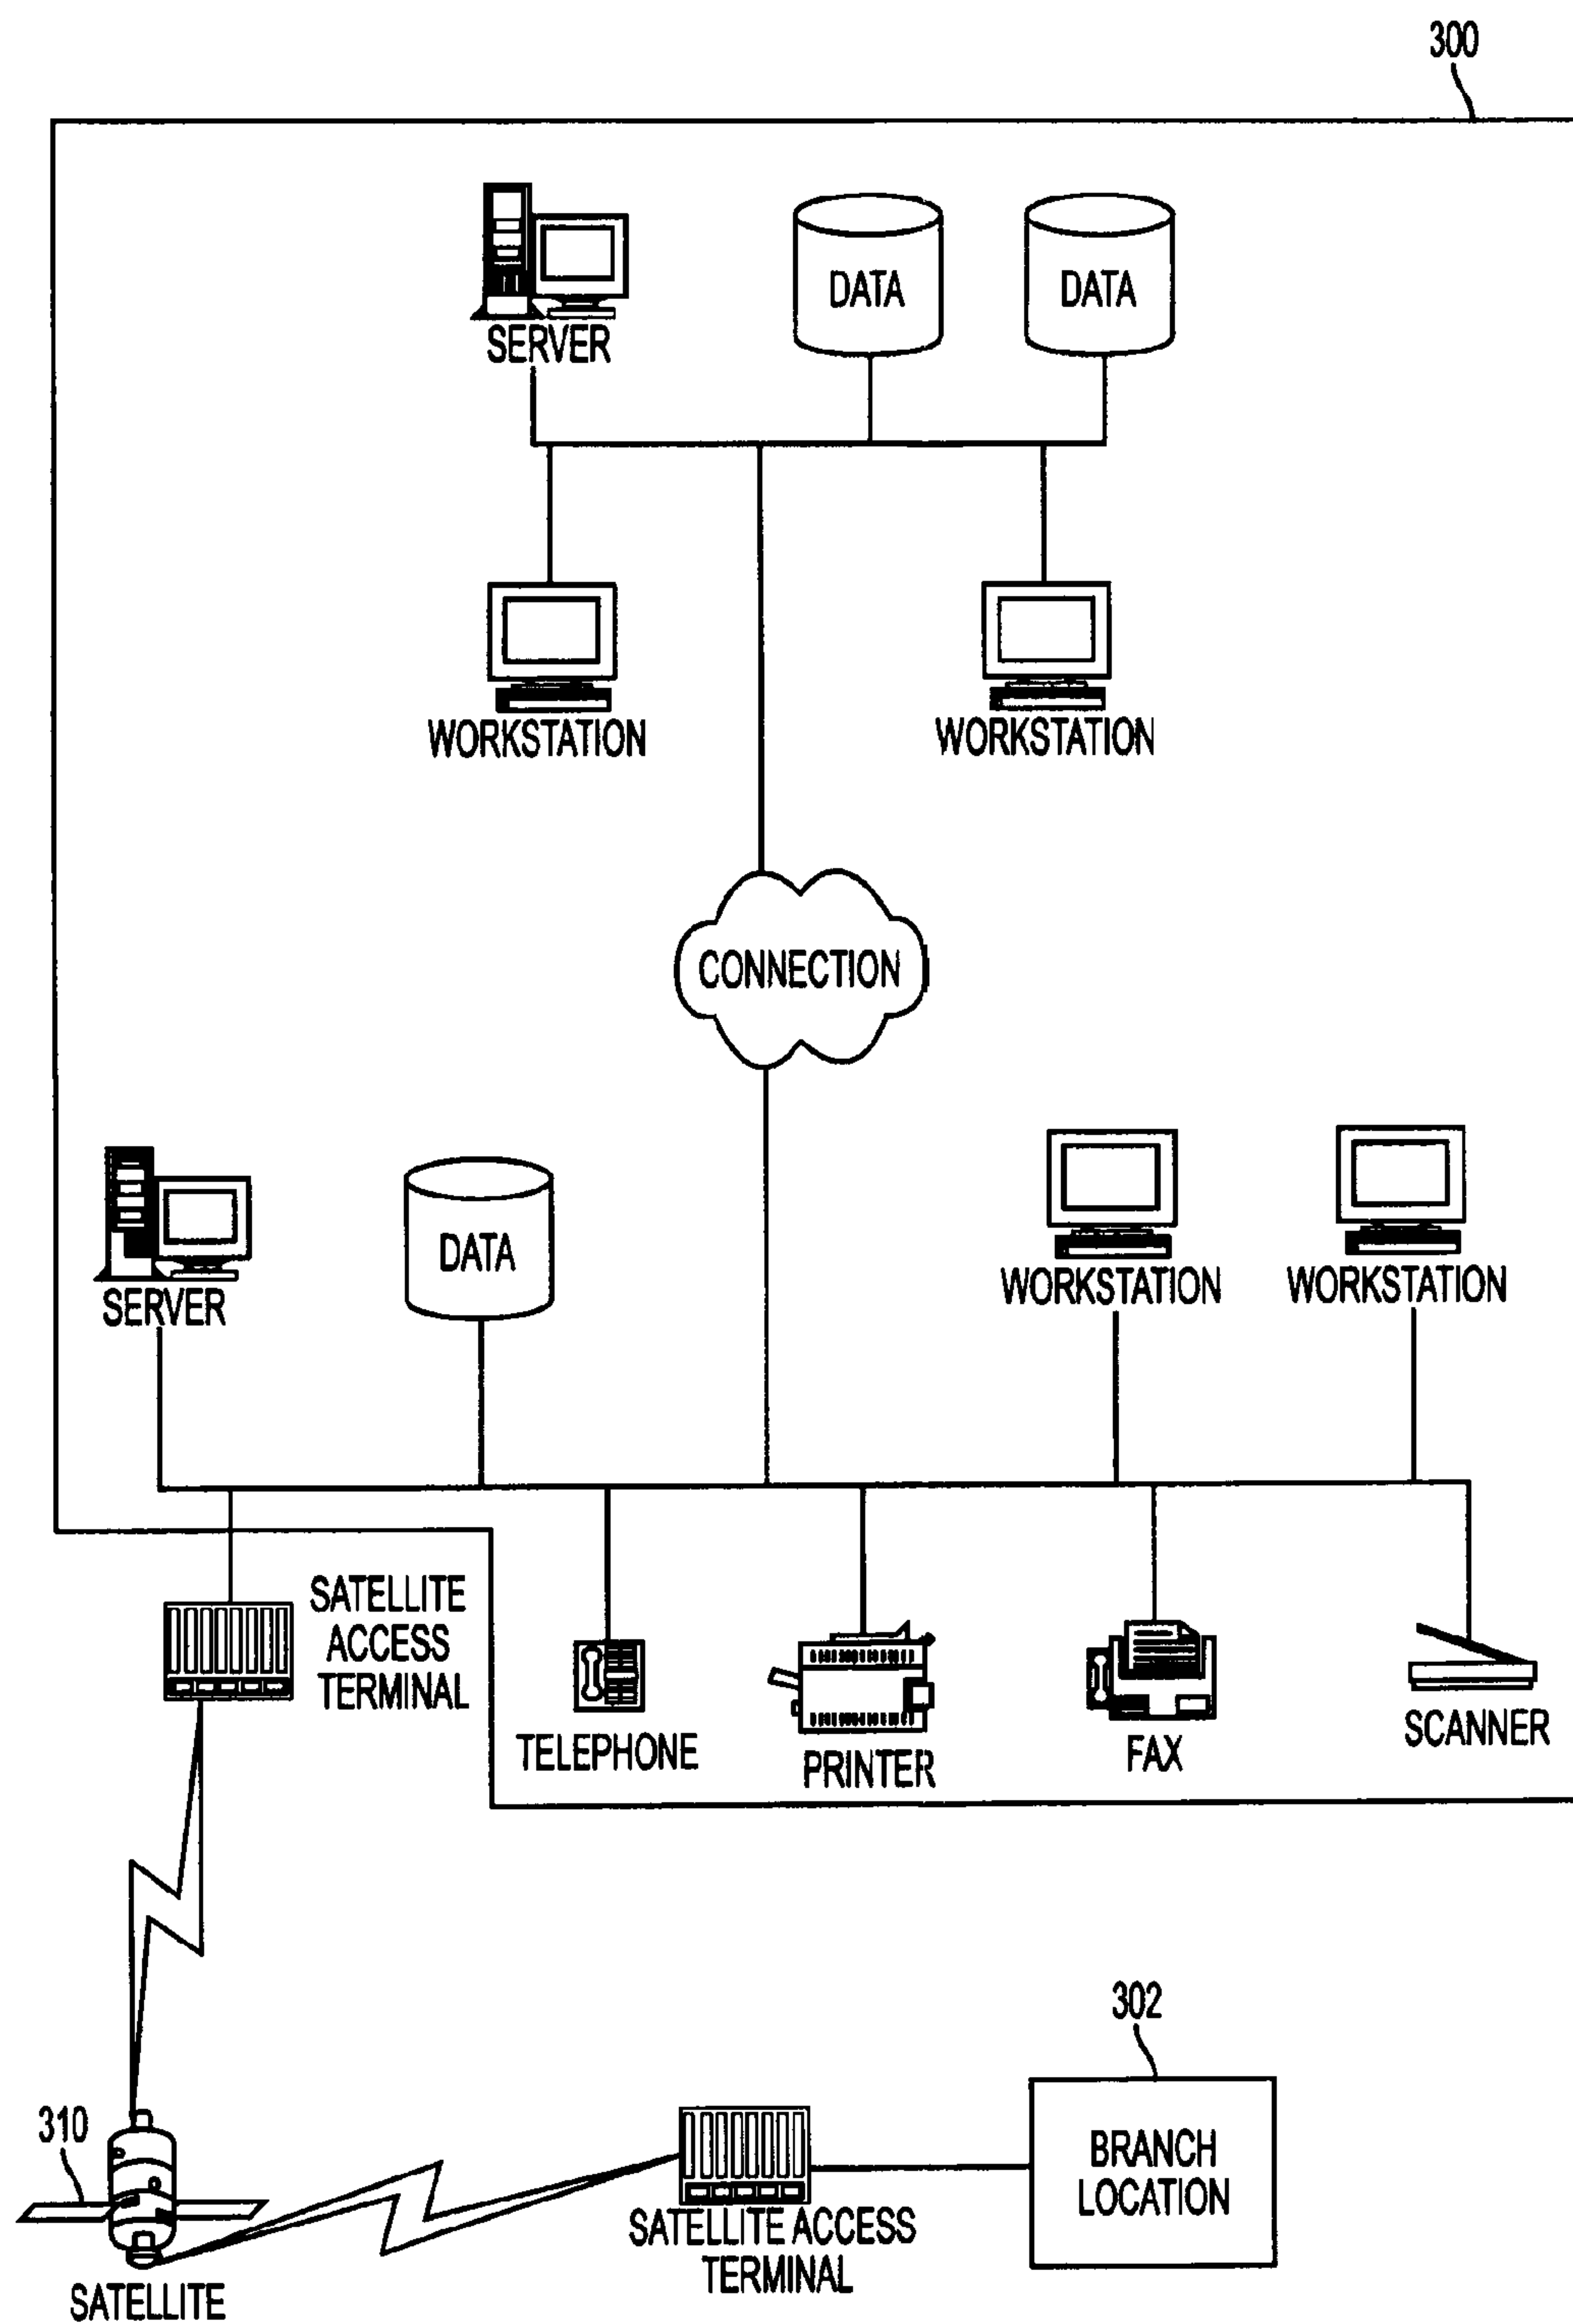 300
DATA
DATA
SERVER
WORKSTATION
WORKSTATION
CONNECTION
DATA
SERVER
WORKSTATION
WORKSTATION
SATELLITE
ACCESS
TERMINAL
TELEPHONE
PRINTER
FAX
SCANNER
302
310
BRANCH
LOCATION
SATELLITE ACCESS
TERMINAL
SATELLITE